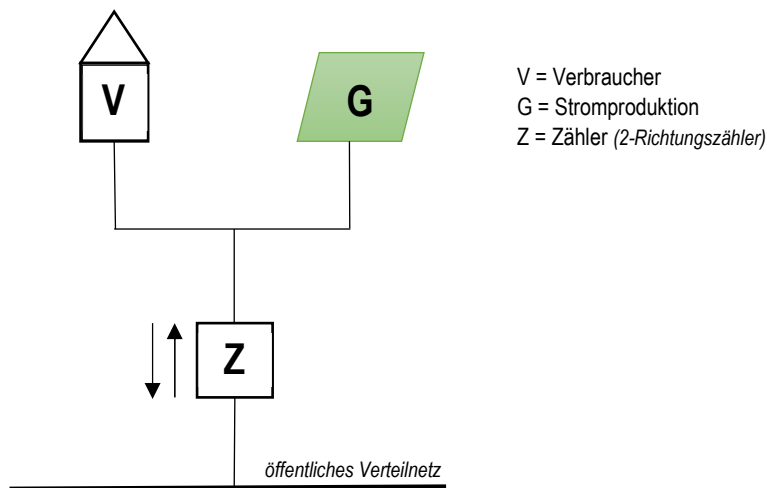 V
G
V = Verbraucher
G = Stromproduktion
Z = Zähler (2-Richtungszähler)
Z
öffentliches Verteilnetz